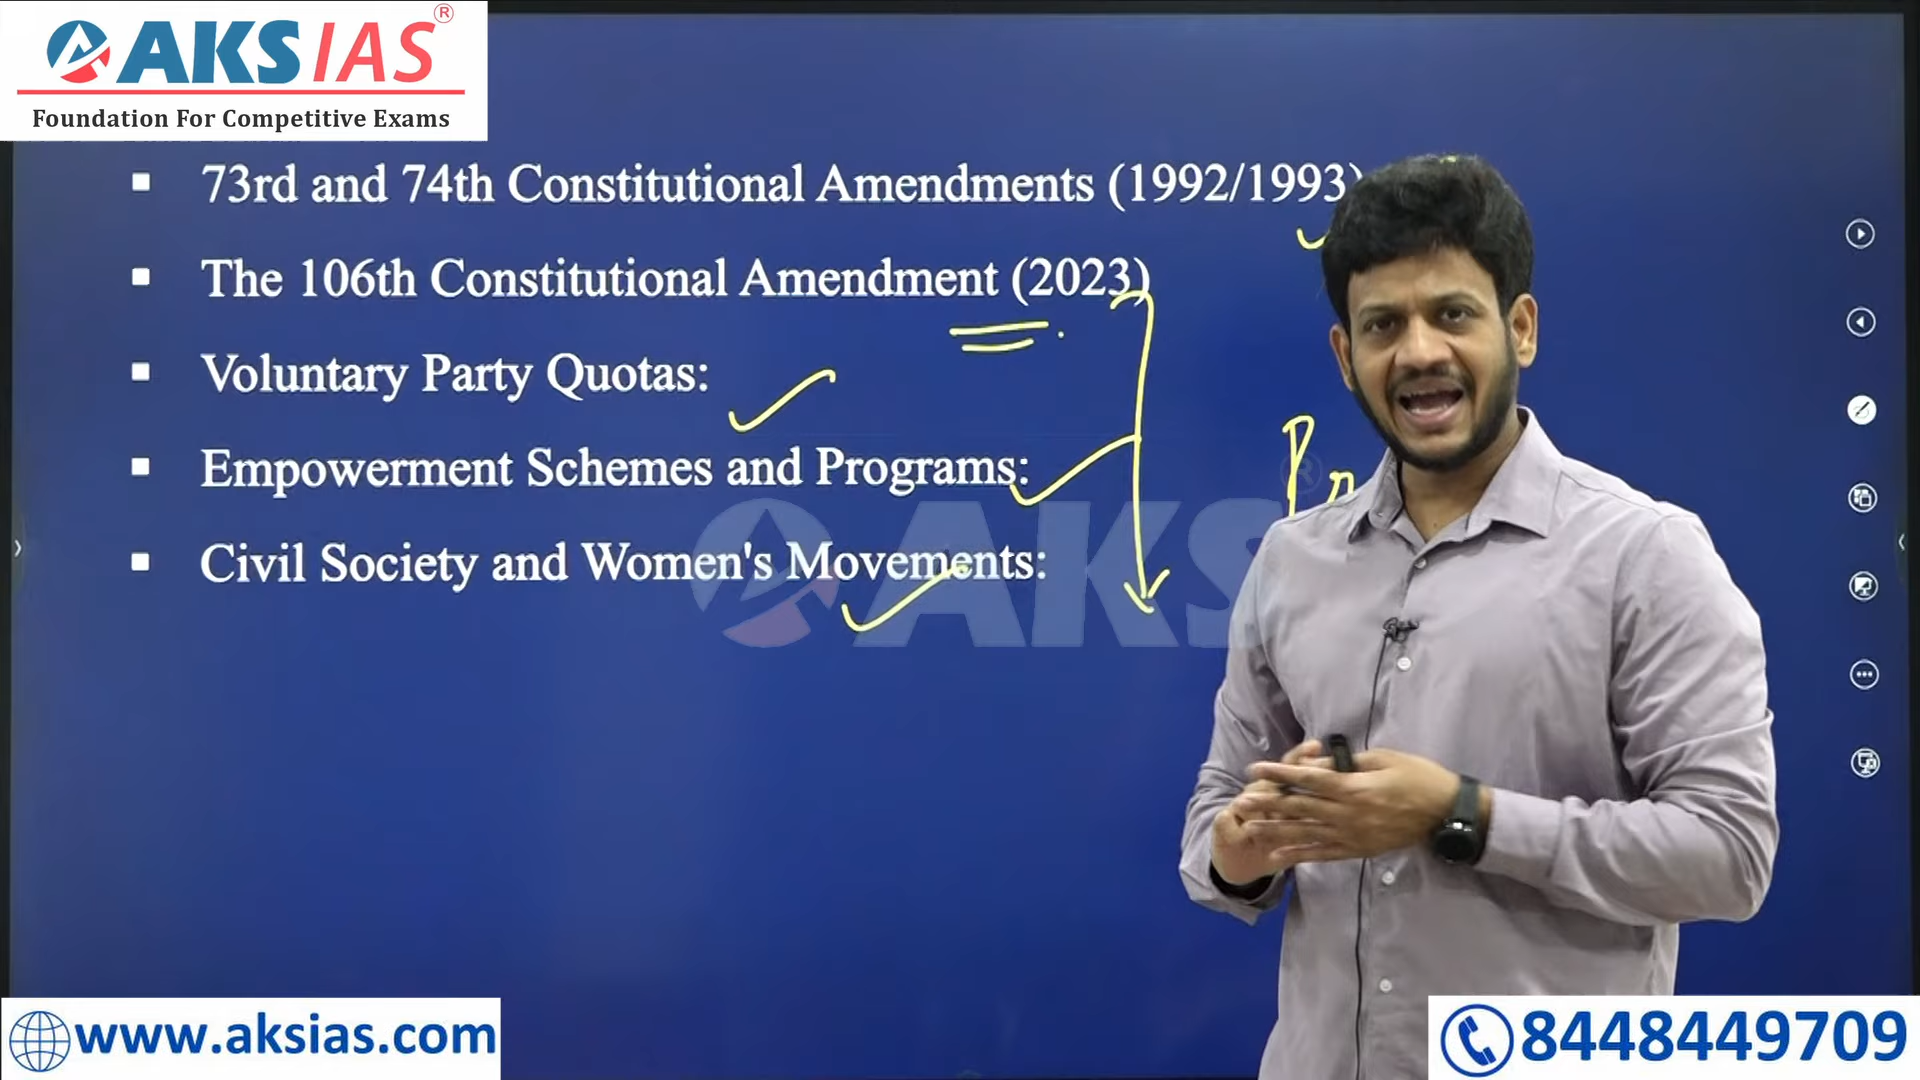 AKS IAS®
Foundation For Competitive Exams
73rd and 74th Constitutional Amendments (1992/1993)
The 106th Constitutional Amendment (2023)
Voluntary Party Quotas:
Empowerment Schemes and Programs:
Civil Society and Women's Movements:
AKS
www.aksias.com
8448449709